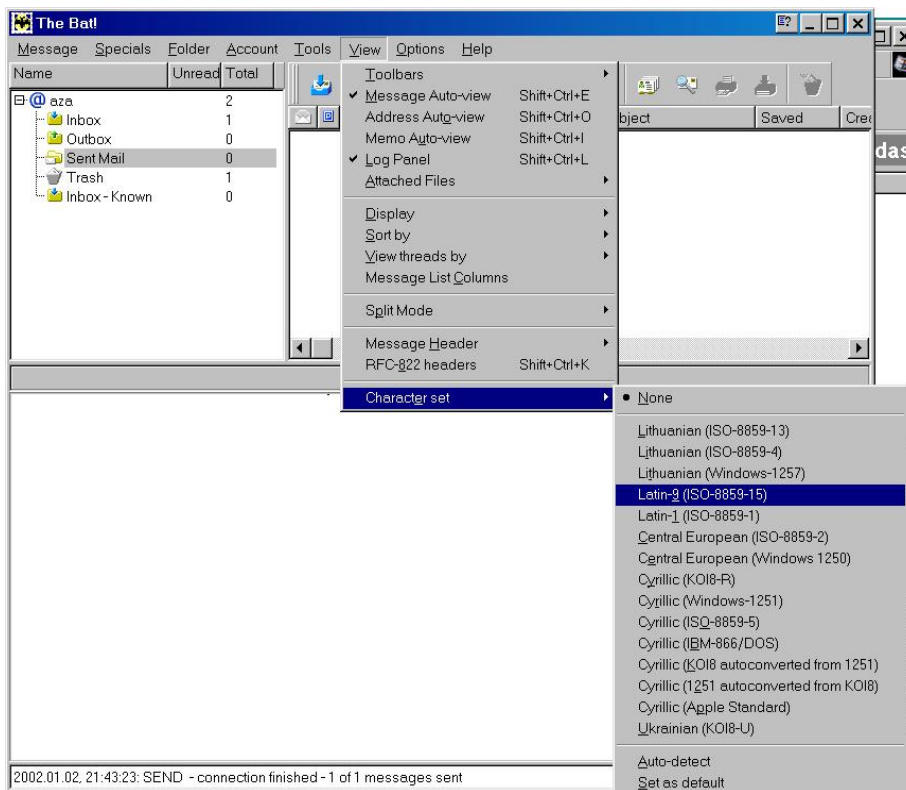 The Bat!
Message Specials Folder Account Tools View Options Help
Name Unread Total
aza 2
Inbox 1
Outbox 0
Sent Mail 0
Trash 1
Inbox - Known 0
bject Saved Crea
das
Toolbars
Message Auto-view Shift+Ctrl+E
Address Auto-view Shift+Ctrl+O
Memo Auto-view Shift+Ctrl+I
Log Panel Shift+Ctrl+L
Attached Files
Display
Sort by
View threads by
Message List Columns
Split Mode
Message Header
RFC-822 headers Shift+Ctrl+K
Character set
None
Lithuanian (ISO-8859-13)
Lithuanian (ISO-8859-4)
Lithuanian (Windows-1257)
Latin-9 (ISO-8859-15)
Latin-1 (ISO-8859-1)
Central European (ISO-8859-2)
Central European (Windows 1250)
Cyrillic (KOI8-R)
Cyrillic (Windows-1251)
Cyrillic (ISO-8859-5)
Cyrillic (IBM-866/DOS)
Cyrillic (KOI8 autoconverted from 1251)
Cyrillic (1251 autoconverted from KOI8)
Cyrillic (Apple Standard)
Ukrainian (KOI8-U)
Auto-detect
Set as default
2002.01.02, 21:43:23: SEND - connection finished - 1 of 1 messages sent